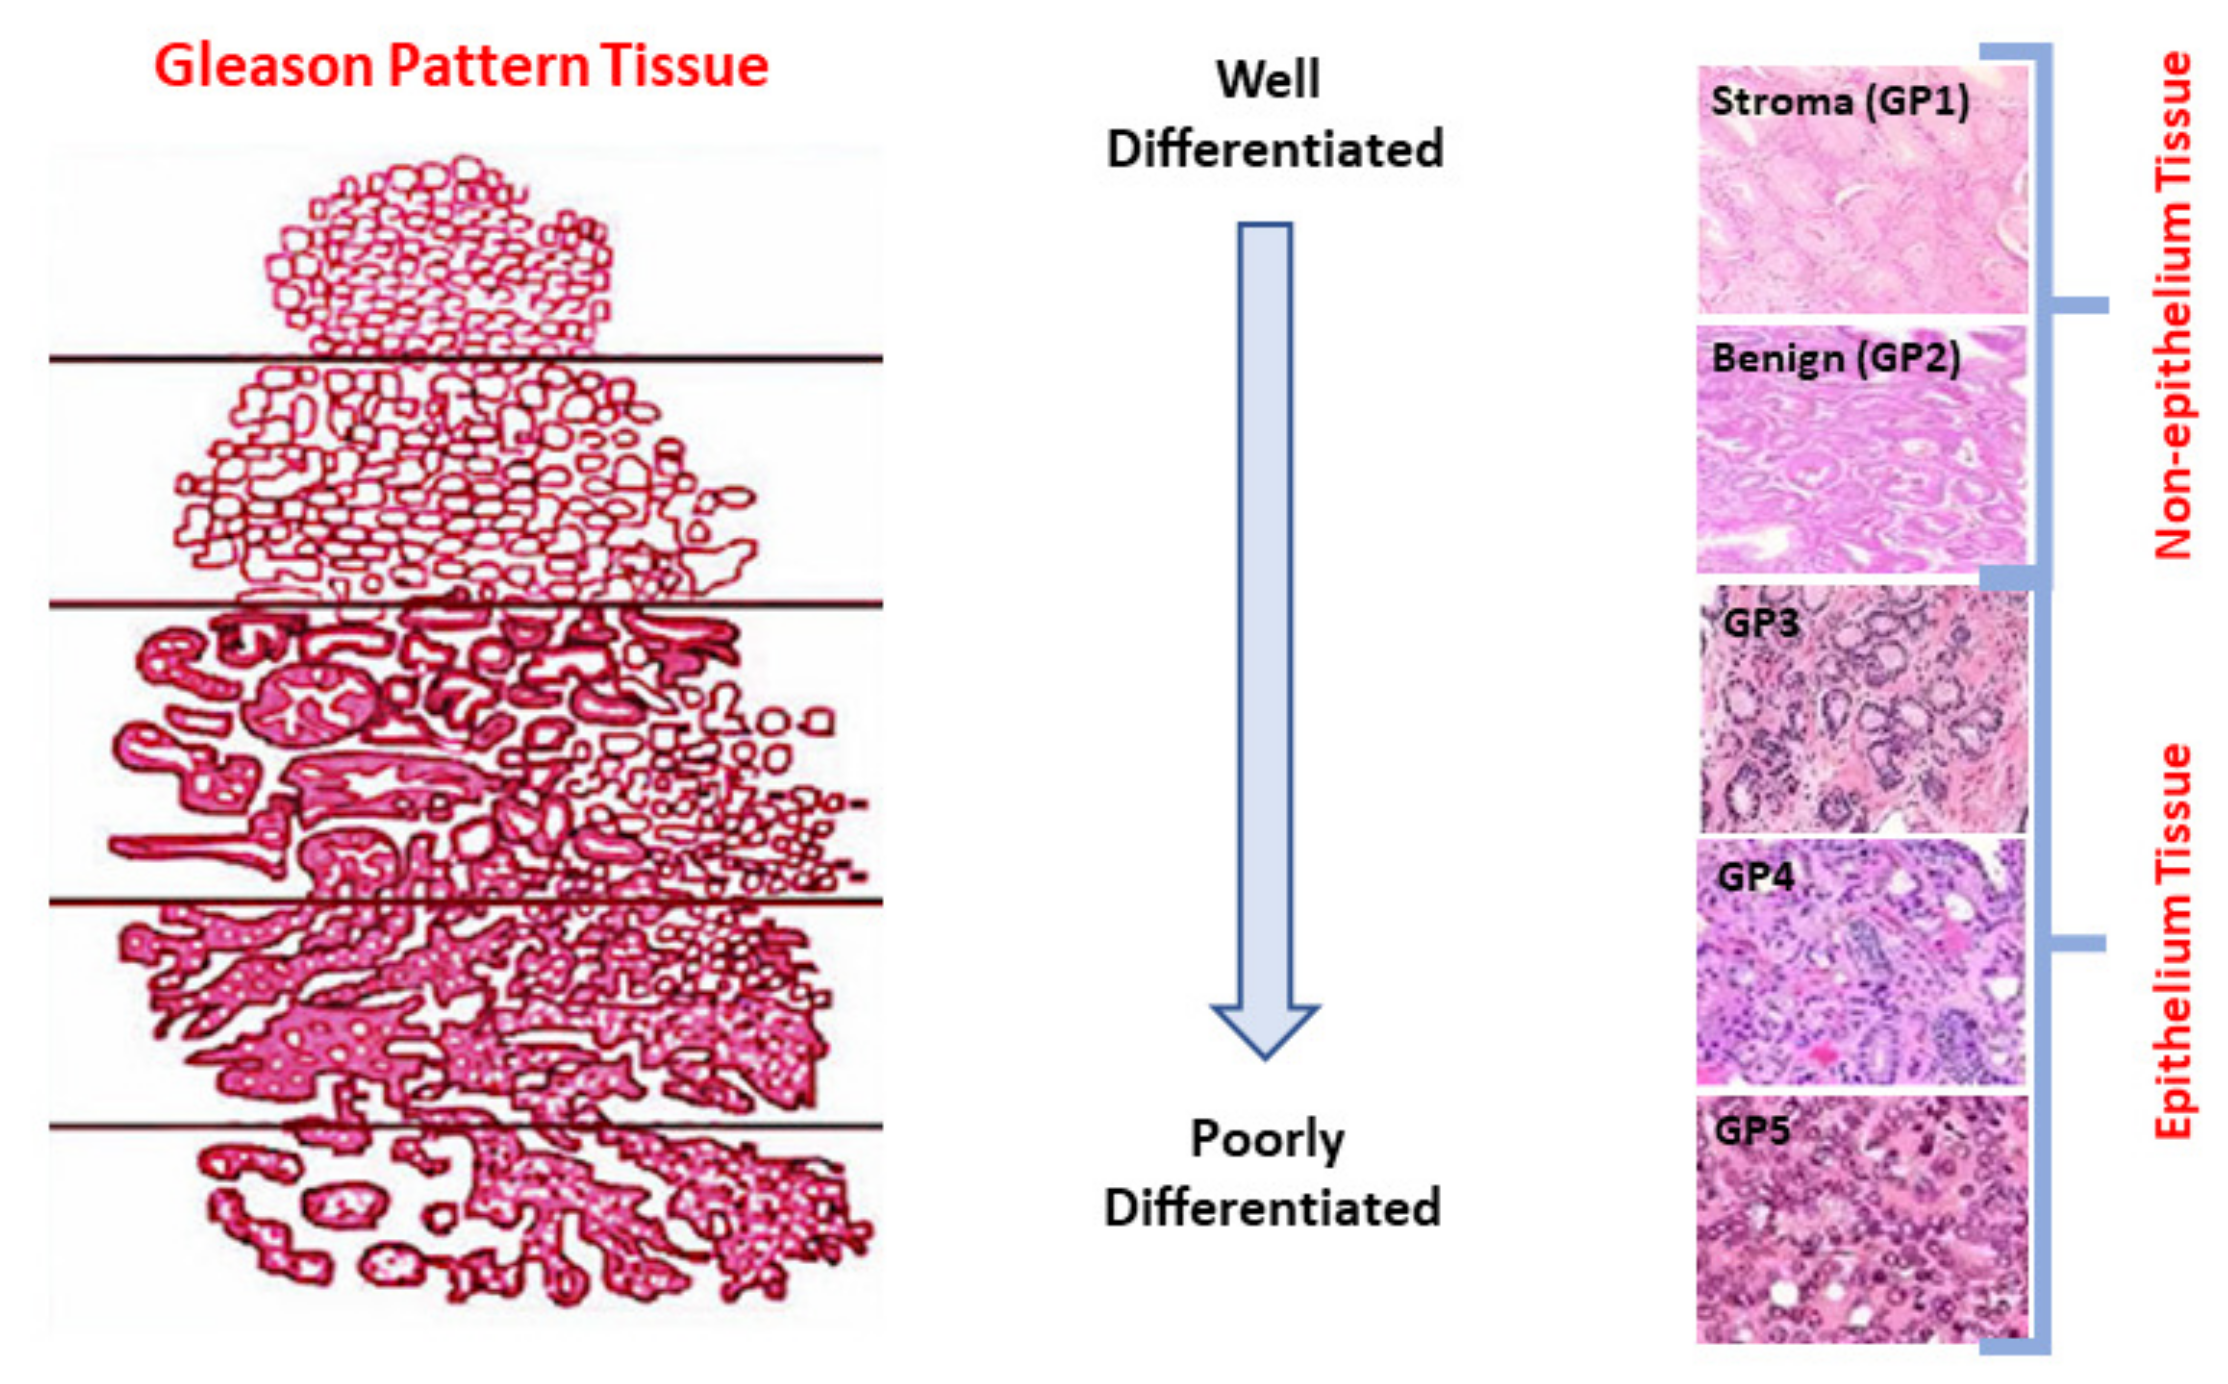 Gleason Pattern Tissue
Well
Differentiated
Poorly
Differentiated
Stroma (GP1)
Benign (GP2)
GP3
GP4
GP5
Non-epithelium Tissue
Epithelium Tissue